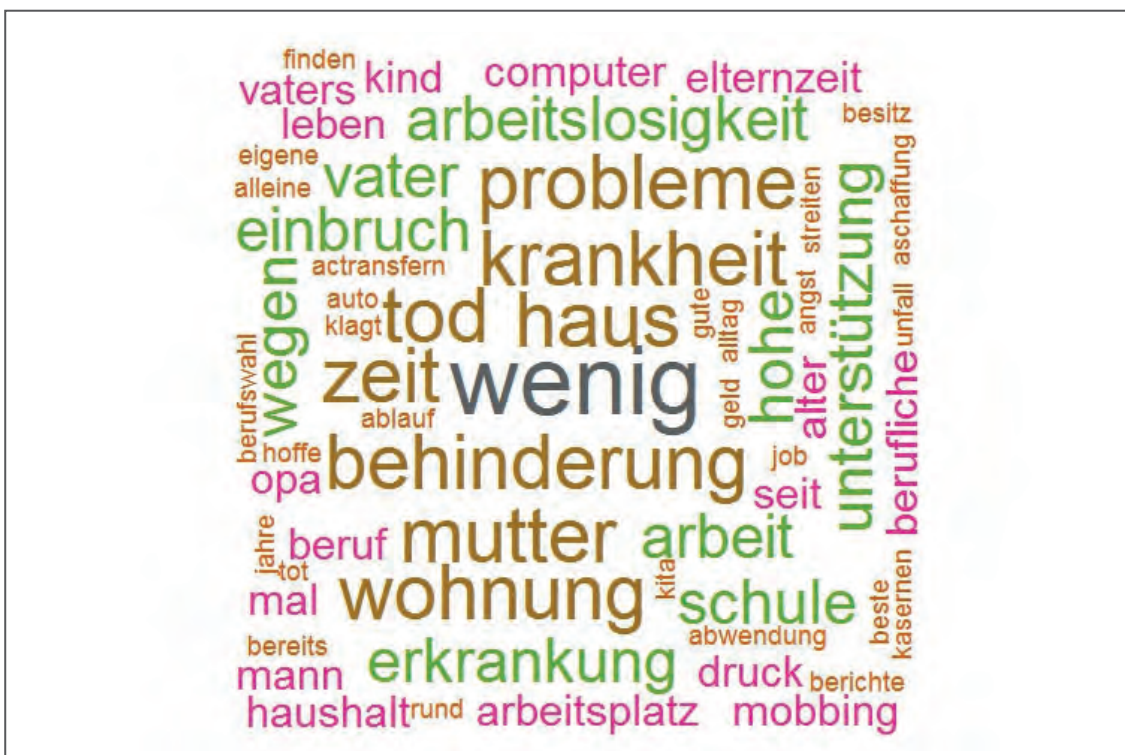 finden
vaters kind computer elternzeit
leben arbeitslosigkeit besitz
eigene
alleine vater probleme
einbruch krankheit
actransfern
auto
klagt tod haus
zeit wenig
ablauf
wegen
berufswahl
hoffe
opa behinderung job
seit
gute
alltag
geld
hohe
angst
streiten
alter
unterstützung
aschaffung
unfall
berufliche
jahre
tot
beruf mutter arbeit
mal wohnung kita schule
beste
kasernen
bereits abwendung
mann erkrankung druck berichte
haushalt rund arbeitsplatz mobbing